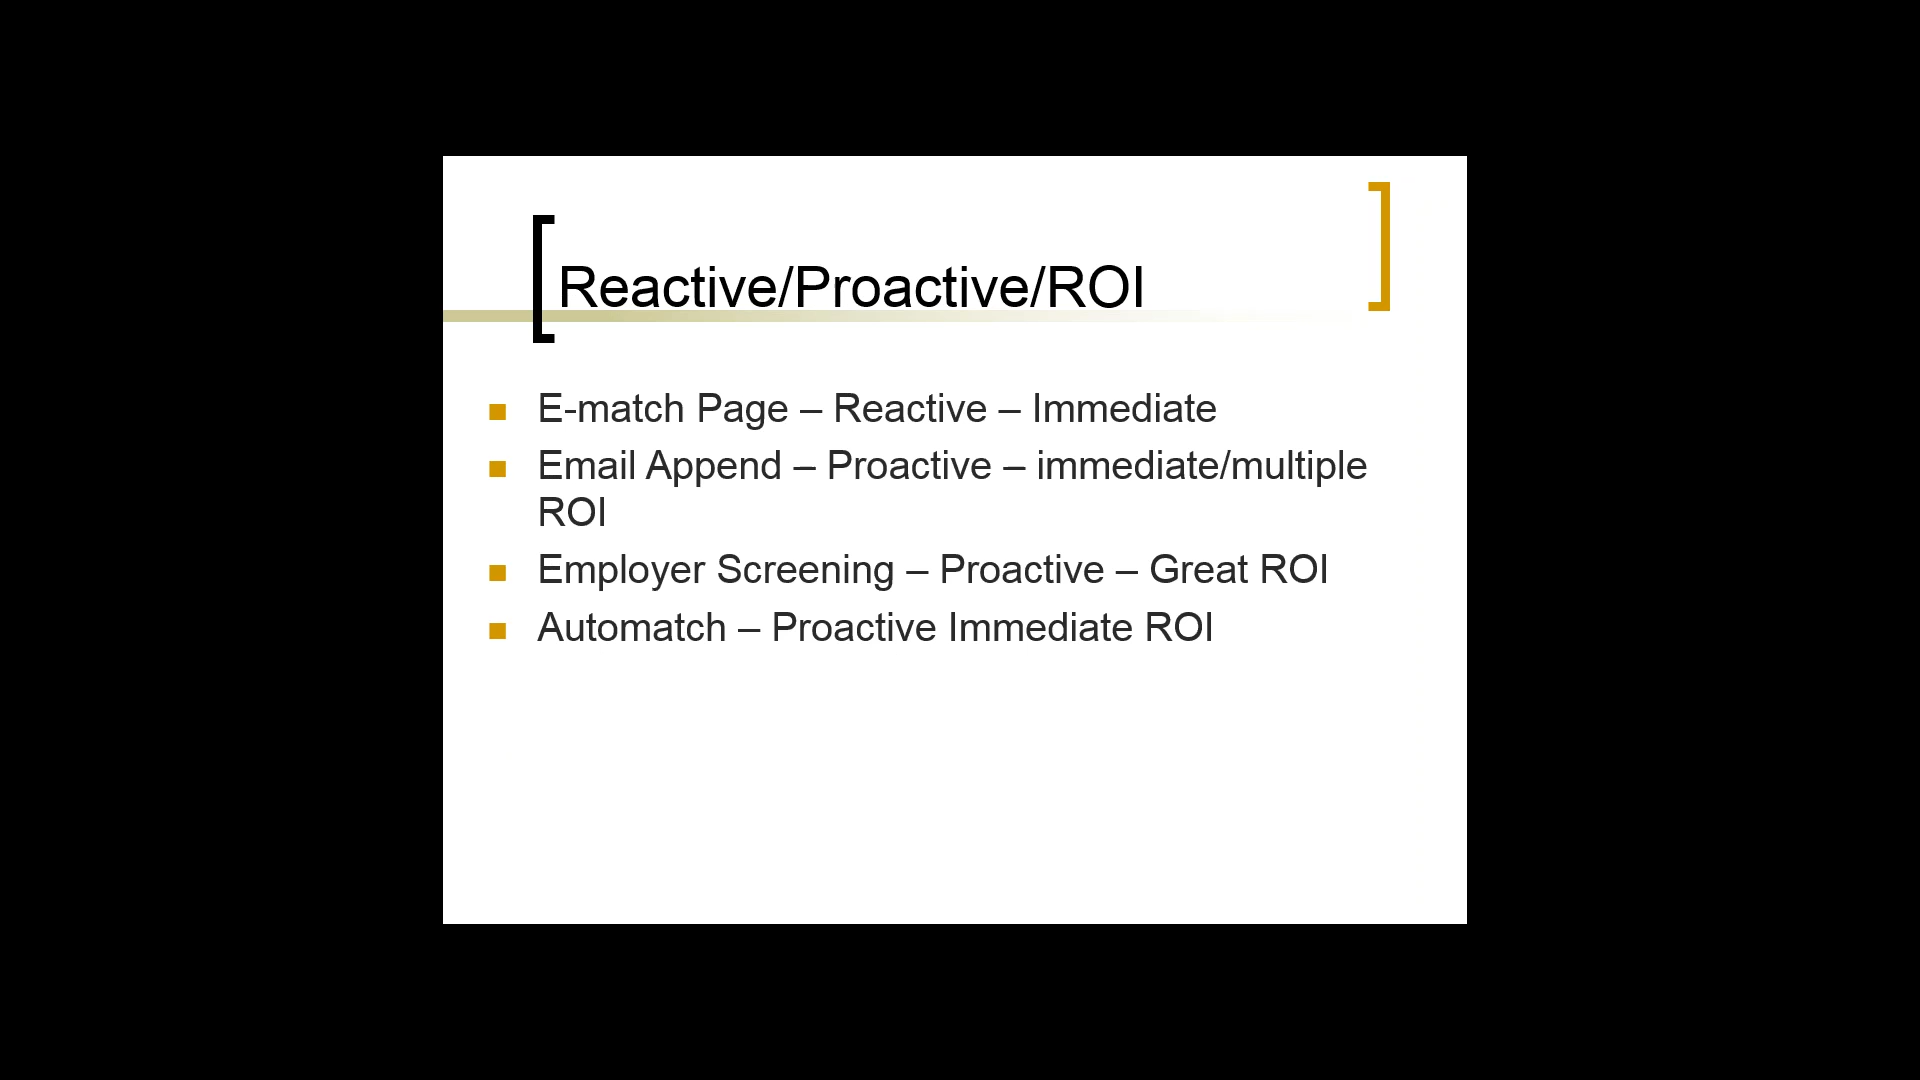 Reactive/Proactive/ROI
E-match Page – Reactive – Immediate
Email Append – Proactive – immediate/multiple
ROI
Employer Screening – Proactive – Great ROI
Automatch – Proactive Immediate ROI